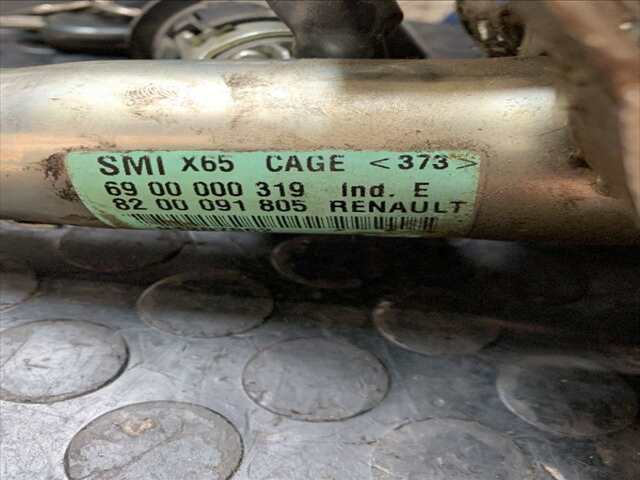 SMI X65 CAGE <373>
69 00 000 319 Ind. E
82 00 091 805 RENAULT